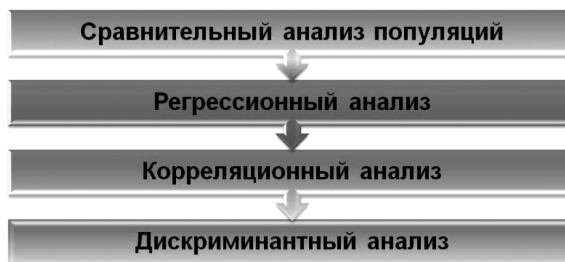 Сравнительный анализ популяций
Регрессионный анализ
Корреляционный анализ
Дискриминантный анализ